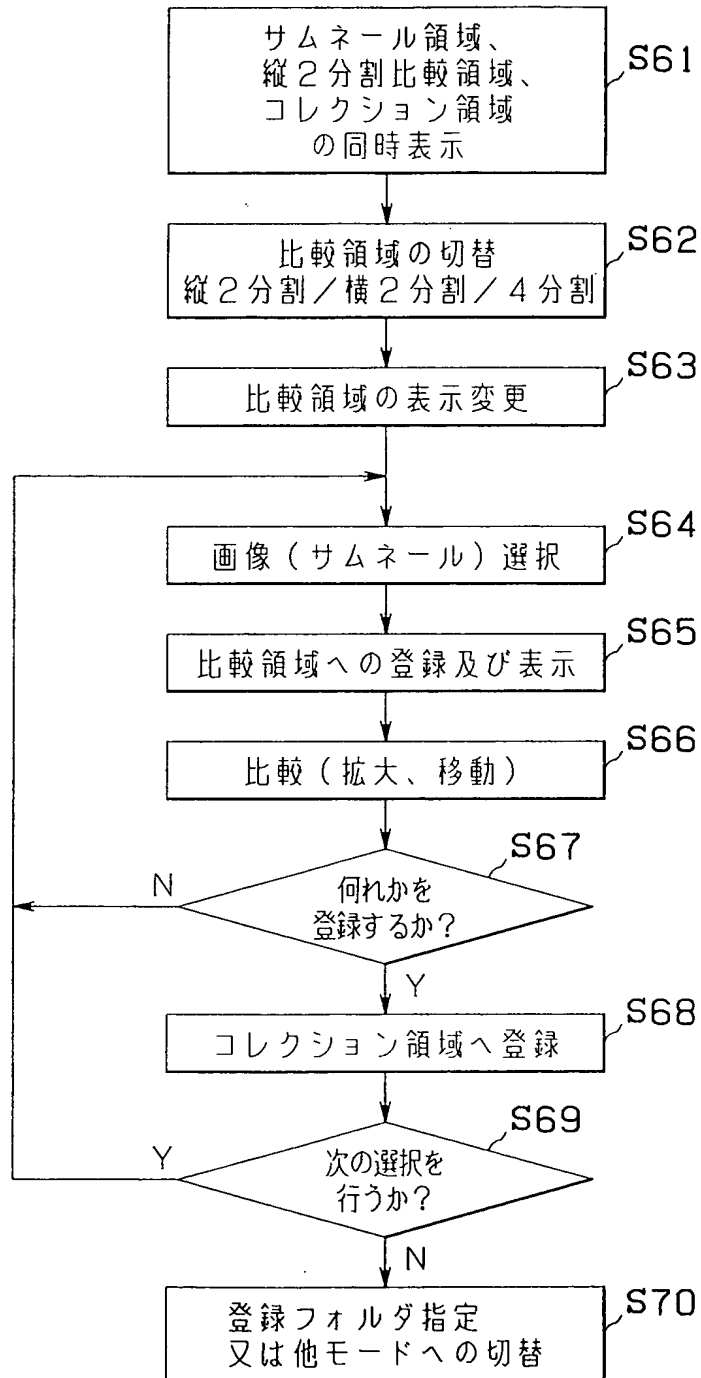 サムネール領域、
縦2分割比較領域、
コレクション領域
の同時表示
S61
比較領域の切替
縦2分割／横2分割／4分割
S62
比較領域の表示変更
S63
画像（サムネール）選択
S64
比較領域への登録及び表示
S65
比較（拡大、移動）
S66
何れかを
登録するか？
S67
N
Y
コレクション領域へ登録
S68
次の選択を
行うか？
S69
Y
N
登録フォルダ指定
又は他モードへの切替
S70